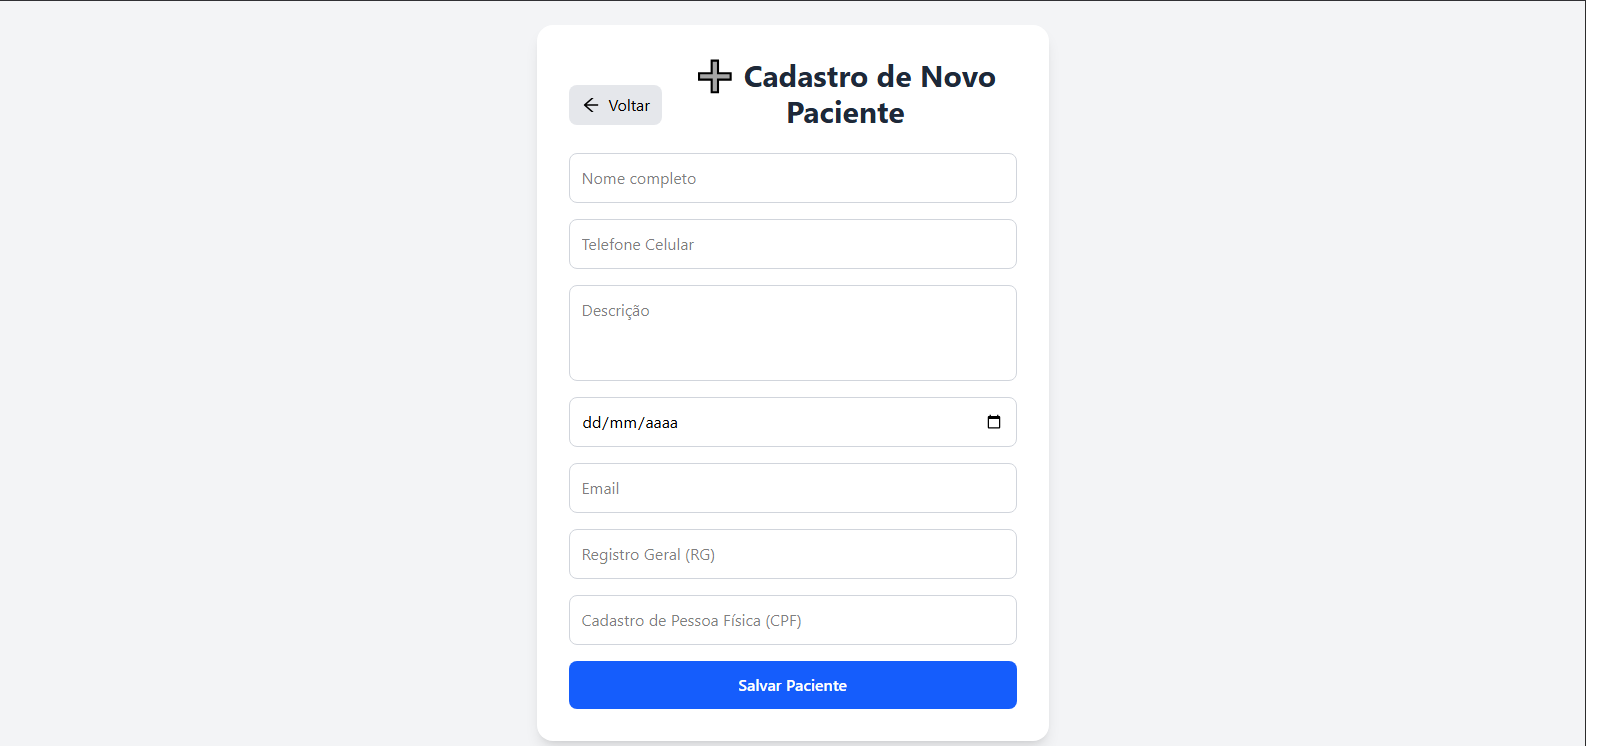 Cadastro de Novo
Paciente
Voltar
Nome completo
Telefone Celular
Descrição
dd/mm/aaaa
Email
Registro Geral (RG)
Cadastro de Pessoa Física (CPF)
Salvar Paciente